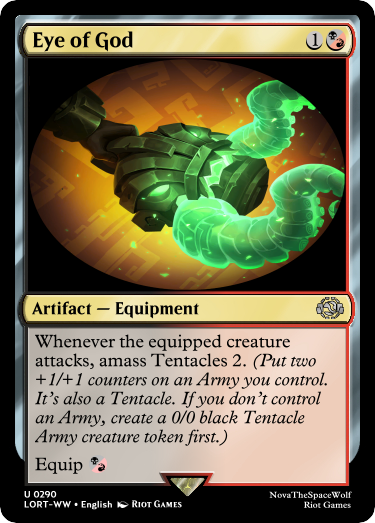 Eye of God 1
Artifact — Equipment
Whenever the equipped creature
attacks, amass Tentacles 2. (Put two
+1/+1 counters on an Army you control.
It's also a Tentacle. If you don't control
an Army, create a 0/0 black Tentacle
Army creature token first.)
Equip
U 0290
LORT-WW • English RIOT GAMES
NovaTheSpaceWolf
Riot Games